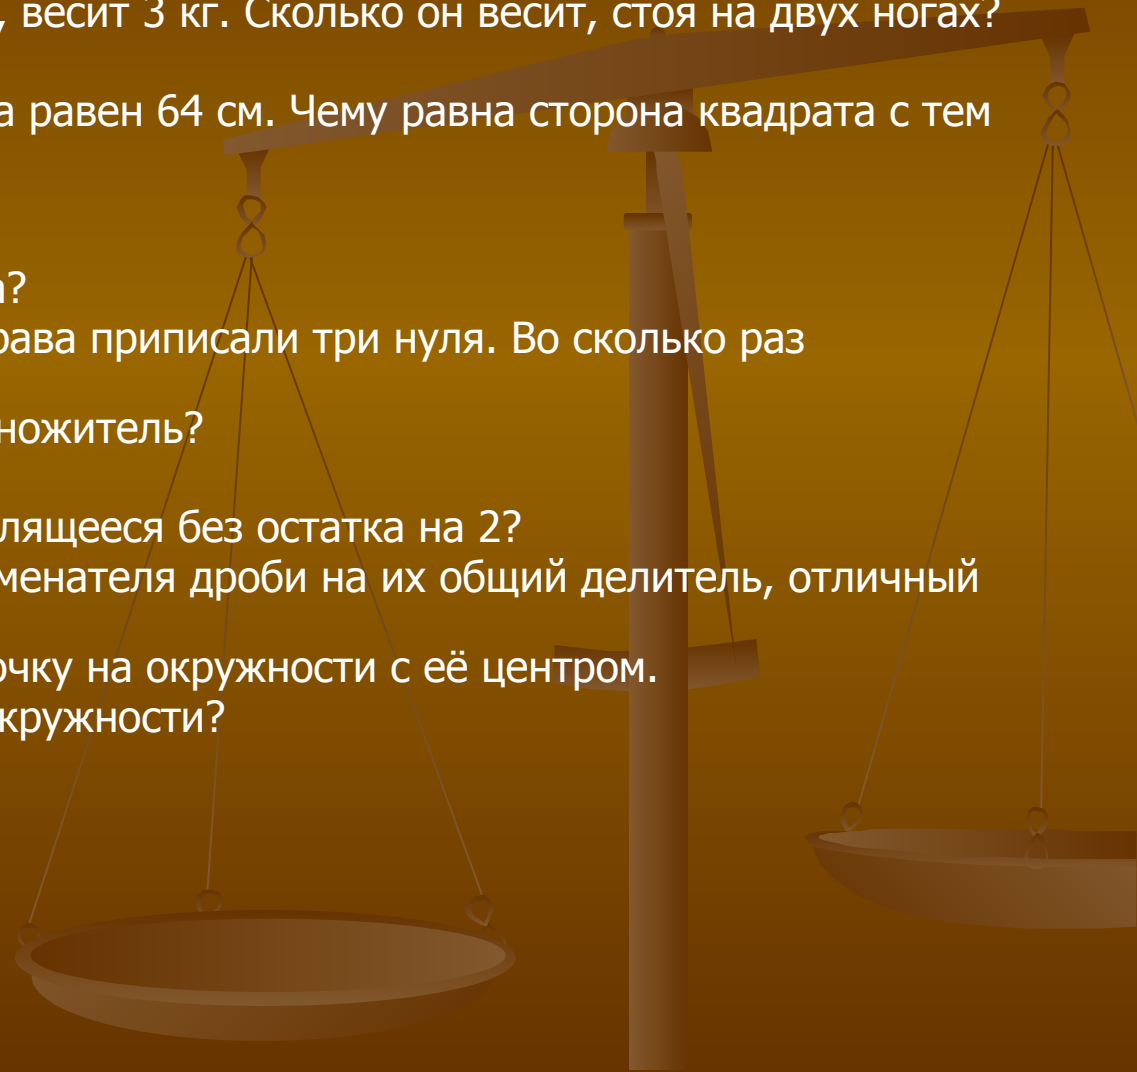 , весит 3 кг. Сколько он весит, стоя на двух ногах?
а равен 64 см. Чему равна сторона квадрата с тем
а?
рава приписали три нуля. Во сколько раз
ножитель?
лящееся без остатка на 2?
менателя дроби на их общий делитель, отличный
очку на окружности с её центром.
кружности?